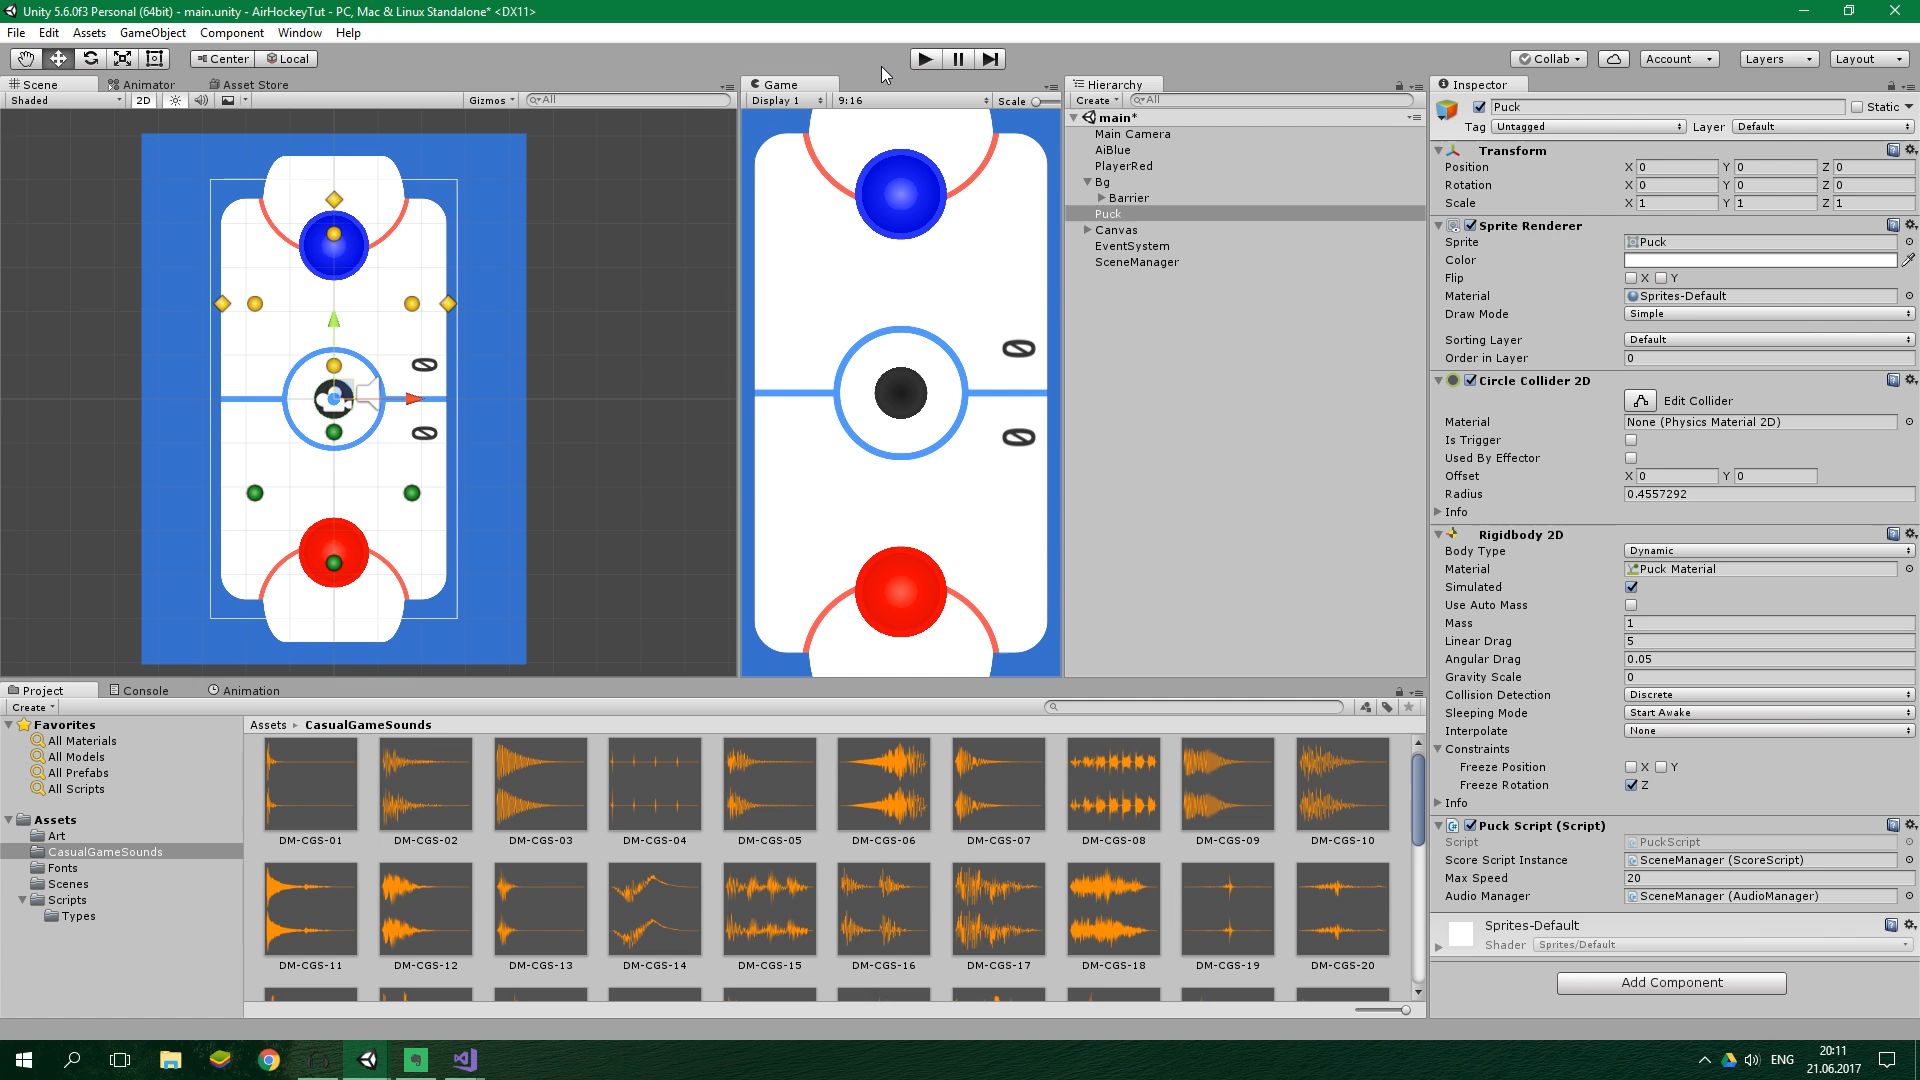 Unity 5.6.0f3 Personal (64bit) - main.unity - AirHockeyTut - PC, Mac & Linux Standalone* <DX11>
File Edit Assets GameObject Component Window Help
Center Local Collab Account Layers Layout
Scene Animator Asset Store
Shaded 2D Gizmos All
Game
Display 1 9:16 Scale
0
0
0
0
Hierarchy
Create All
main*
Main Camera
AiBlue
PlayerRed
Bg
Barrier
Puck
Canvas
EventSystem
SceneManager
Inspector
Puck Static
Tag Untagged Layer Default
Transform
Position X 0 Y 0 Z 0
Rotation X 0 Y 0 Z 0
Scale X 1 Y 1 Z 1
Sprite Renderer
Sprite Puck
Color
Flip X Y
Material Sprites-Default
Draw Mode Simple
Sorting Layer Default
Order in Layer 0
Circle Collider 2D
Edit Collider
Material None (Physics Material 2D)
Is Trigger
Used By Effector
Offset X 0 Y 0
Radius 0.4557292
Info
Rigidbody 2D
Body Type Dynamic
Material Puck Material
Simulated
Use Auto Mass
Mass 1
Linear Drag 5
Angular Drag 0.05
Gravity Scale 0
Collision Detection Discrete
Sleeping Mode Start Awake
Interpolate None
Constraints
Freeze Position X Y
Freeze Rotation Z
Info
Puck Script (Script)
Script PuckScript
Score Script Instance SceneManager (ScoreScript)
Max Speed 20
Audio Manager SceneManager (AudioManager)
Sprites-Default
Shader Sprites/Default
Add Component
Project Console Animation
Create
Favorites
All Materials
All Models
All Prefabs
All Scripts
Assets
Art
CasualGameSounds
Fonts
Scenes
Scripts
Types
Assets CasualGameSounds
DM-CGS-01 DM-CGS-02 DM-CGS-03 DM-CGS-04 DM-CGS-05 DM-CGS-06 DM-CGS-07 DM-CGS-08 DM-CGS-09 DM-CGS-10
DM-CGS-11 DM-CGS-12 DM-CGS-13 DM-CGS-14 DM-CGS-15 DM-CGS-16 DM-CGS-17 DM-CGS-18 DM-CGS-19 DM-CGS-20
ENG
20:11
21.06.2017